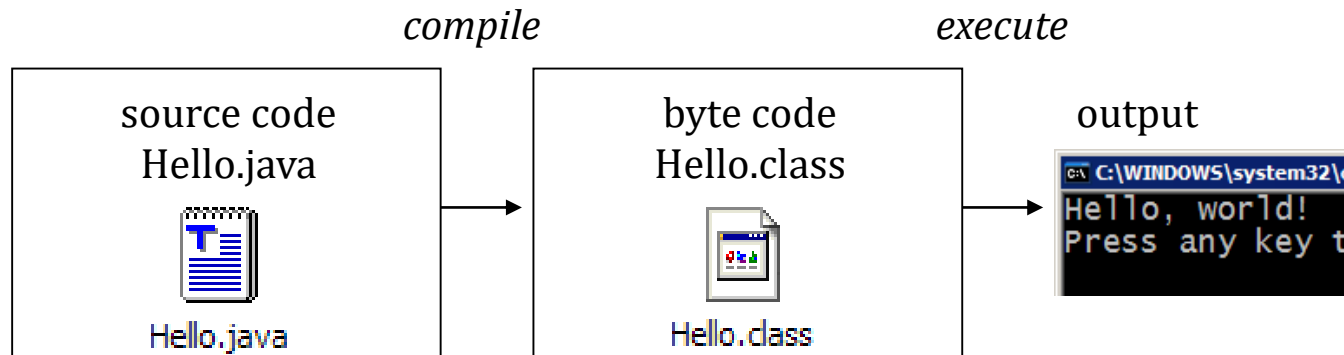 compile
execute
source code
Hello.java
Hello.java
byte code
Hello.class
Hello.class
output
C:\WINDOWS\system32\
Hello, world!
Press any key